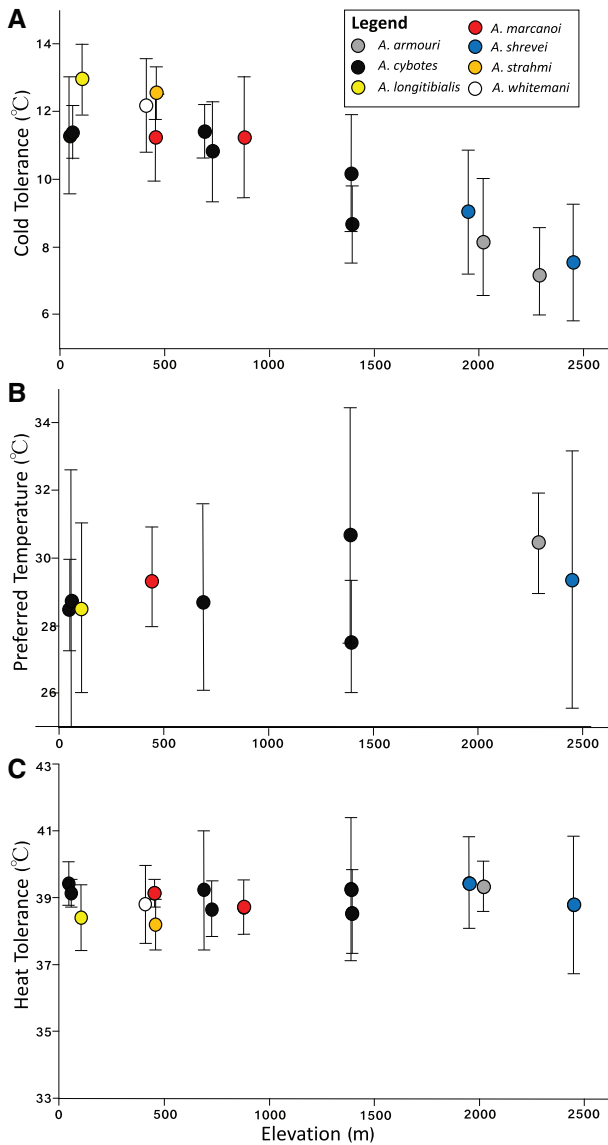 A
Legend
A. armouri
A. cybotes
A. longitibialis
A. marcanoi
A. shrevei
A. strahmi
A. whitemani
Cold Tolerance (℃)
14
12
10
8
6
0 500 1000 1500 2000 2500
B
Preferred Temperature (℃)
34
32
30
28
26
0 500 1000 1500 2000 2500
C
Heat Tolerance (℃)
43
41
39
37
35
33
0 500 1000 1500 2000 2500
Elevation (m)